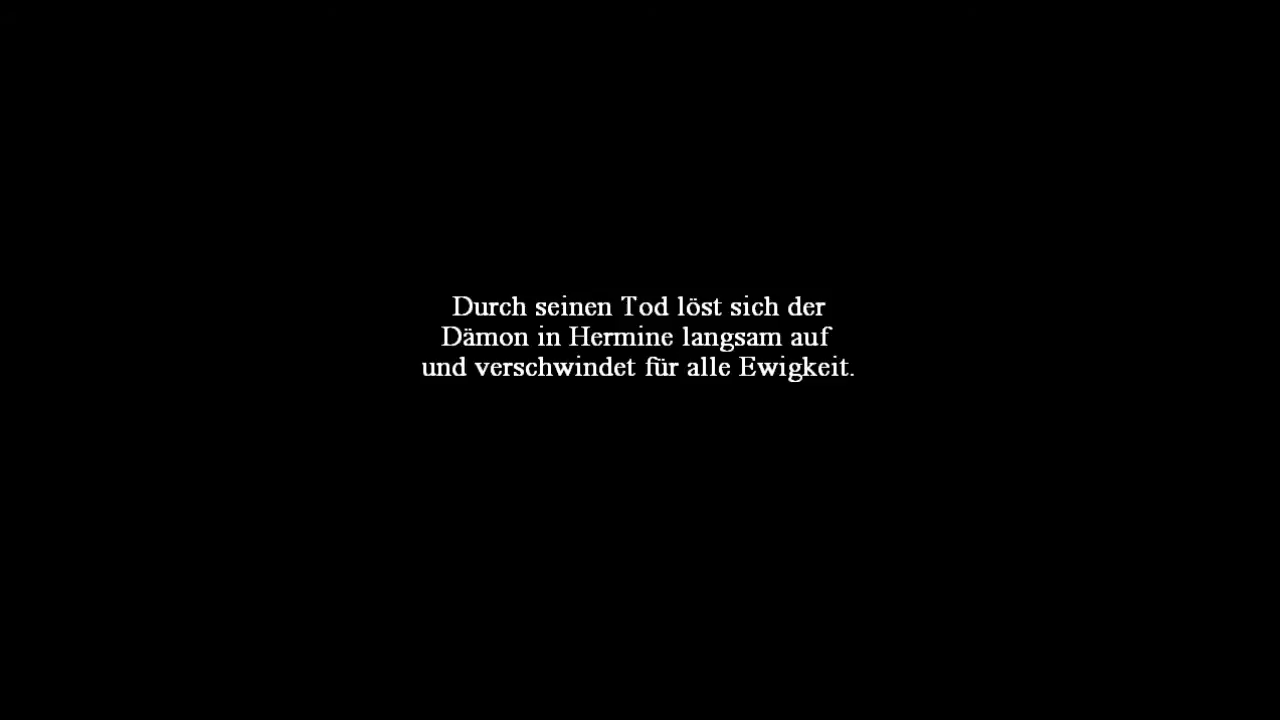 Durch seinen Tod löst sich der
Dämon in Hermine langsam auf
und verschwindet für alle Ewigkeit.